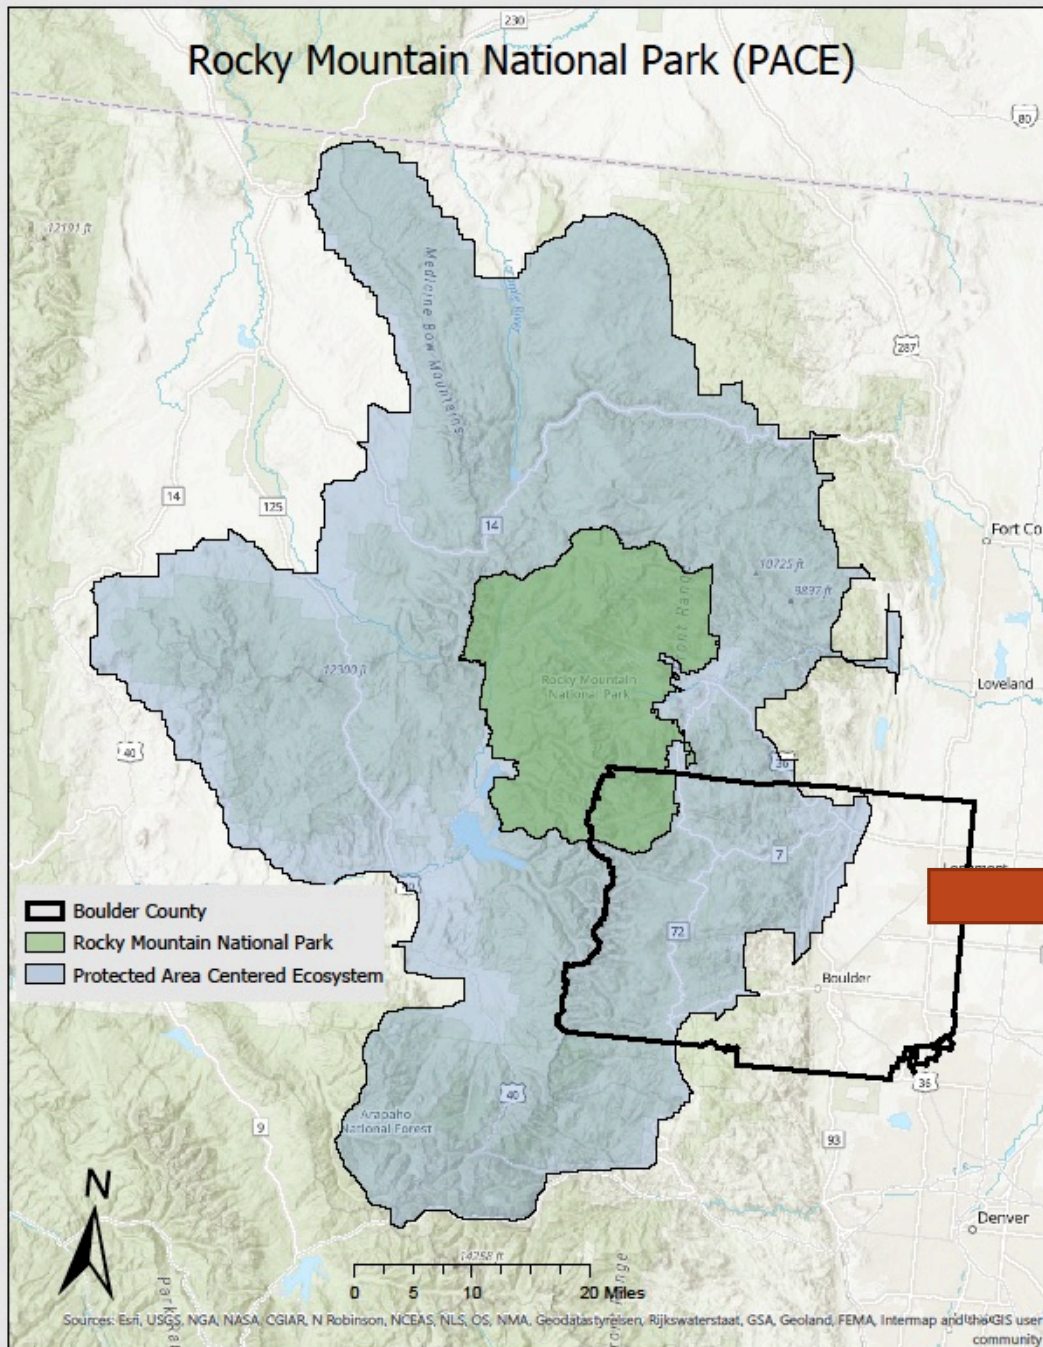 230
Rocky Mountain National Park (PACE)
80
12191 ft
Medicine Bow Mountains
Laramie River
287
14
125
14
Fort Co
10725 ft
9837 ft
12300 ft
Rocky Mountain
National Park
Loveland
40
36
7
Boulder County
Rocky Mountain National Park
Protected Area Centered Ecosystem
72
Boulder
36
40
Arapaho
National Forest
9
93
N
Denver
14258 ft
0 5 10 20 Miles
Sources: Esri, USGS, NGA, NASA, CGIAR, N Robinson, NCEAS, NLS, OS, NMA, Geodatastyrelsen, Rijkswaterstaat, GSA, Geoland, FEMA, Intermap and the GIS user
community